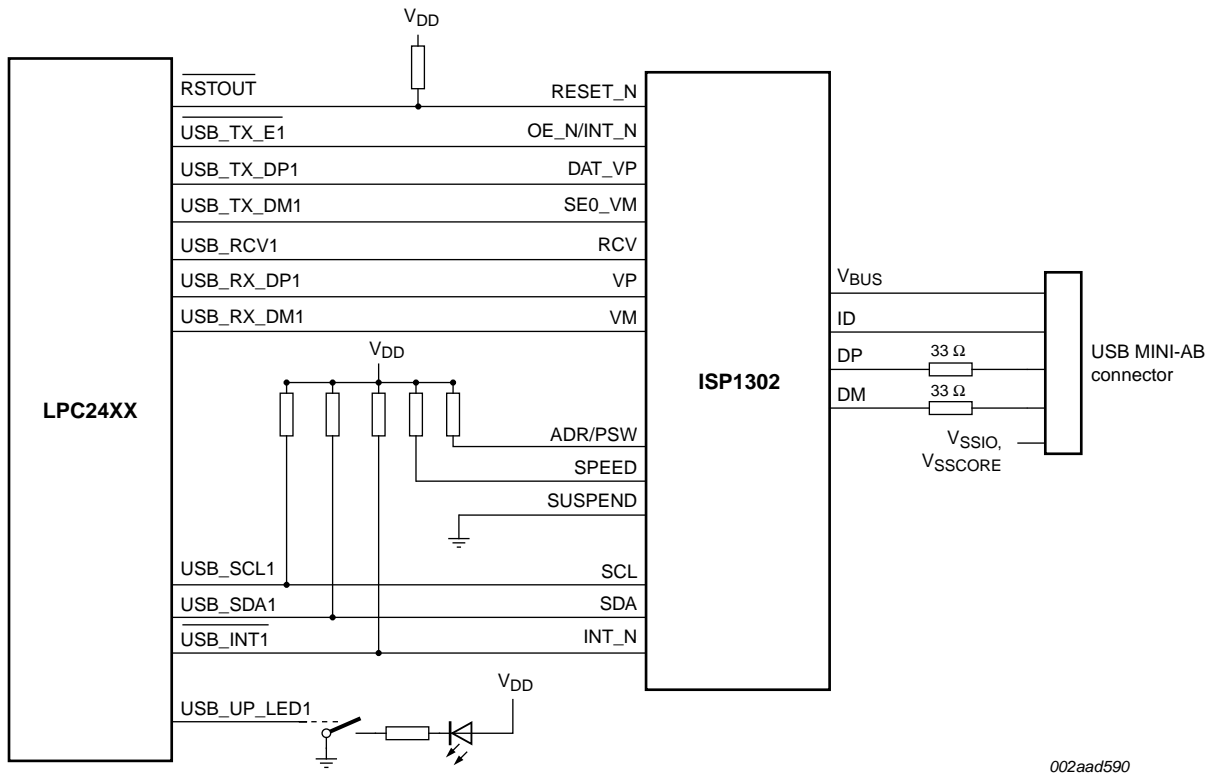 VDD
RSTOUT RESET_N
USB_TX_E1 OE_N/INT_N
USB_TX_DP1 DAT_VP
USB_TX_DM1 SE0_VM
USB_RCV1 RCV
USB_RX_DP1 VP
USB_RX_DM1 VM
VBUS
ID
DP 33 Ω
DM 33 Ω
USB MINI-AB
connector
VSSIO,
VSSCORE
LPC24XX
ISP1302
VDD
ADR/PSW
SPEED
SUSPEND
USB_SCL1 SCL
USB_SDA1 SDA
USB_INT1 INT_N
VDD
USB_UP_LED1
002aad590